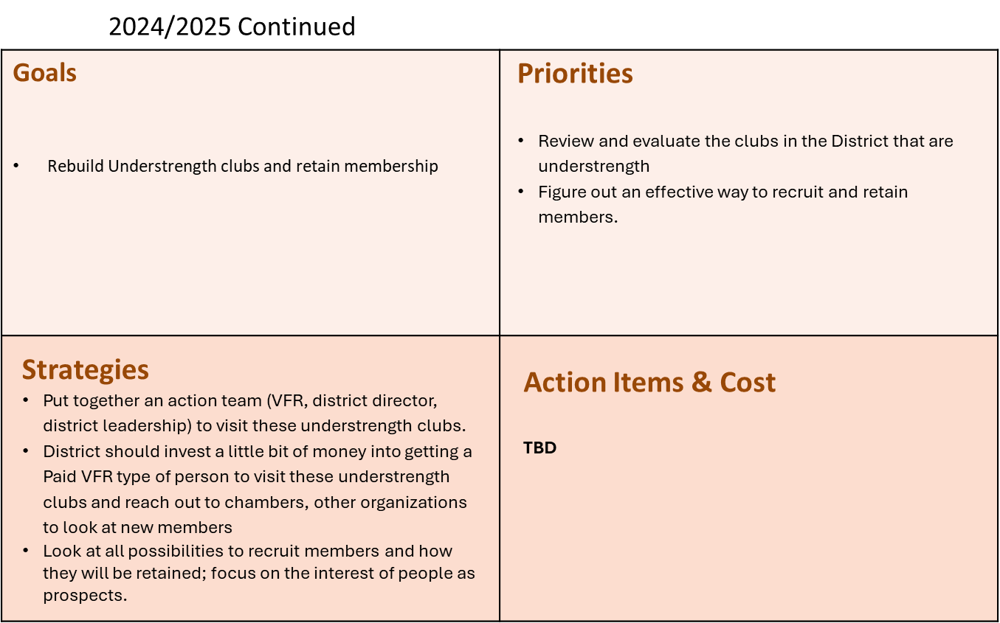 2024/2025 Continued
Goals
• Rebuild Understrength clubs and retain membership
Priorities
• Review and evaluate the clubs in the District that are
understrength
• Figure out an effective way to recruit and retain
members.
Strategies
• Put together an action team (VFR, district director,
district leadership) to visit these understrength clubs.
• District should invest a little bit of money into getting a
Paid VFR type of person to visit these understrength
clubs and reach out to chambers, other organizations
to look at new members
• Look at all possibilities to recruit members and how
they will be retained; focus on the interest of people as
prospects.
Action Items & Cost
TBD